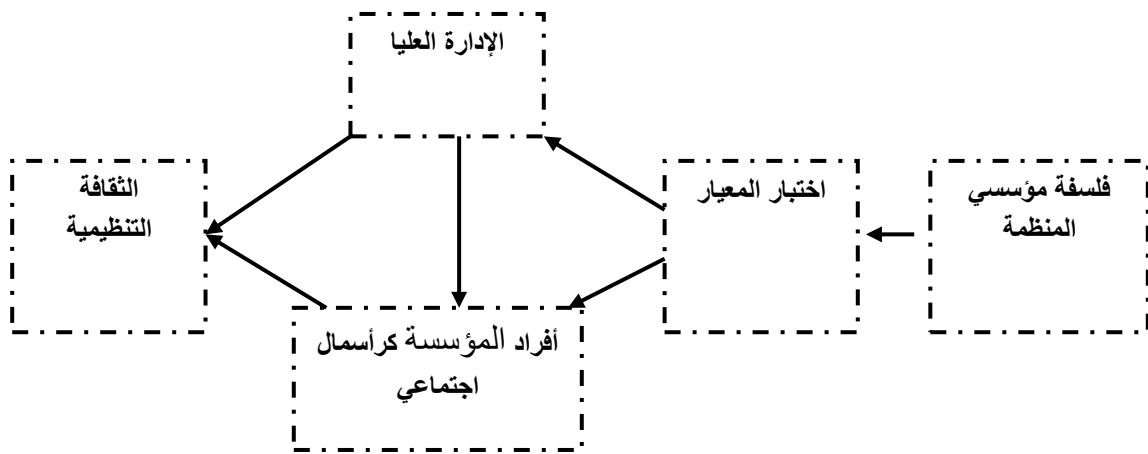 الإدارة العليا
فلسفة مؤسسي
المنظمة
اختبار المعيار
الثقافة
التنظيمية
أفراد المؤسسة كرأسمال
اجتماعي